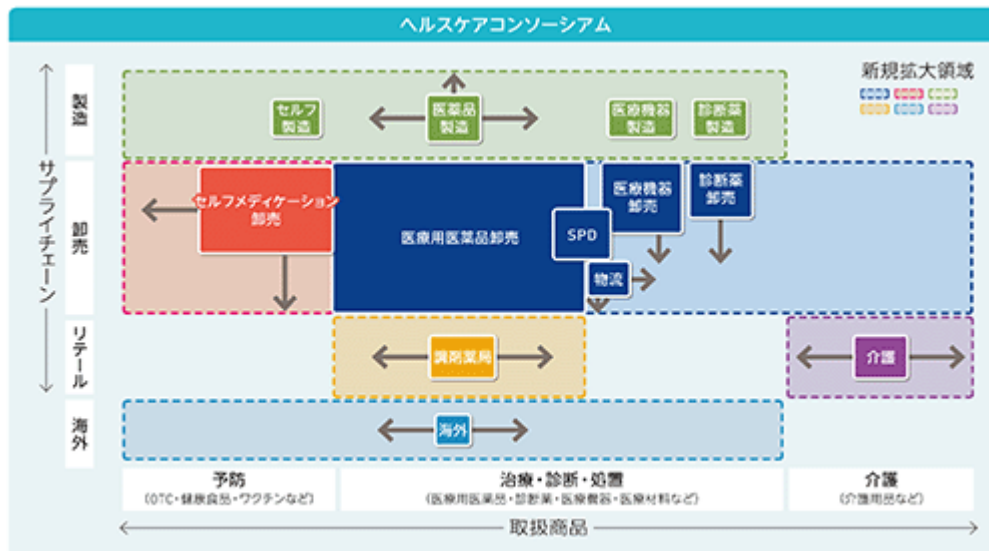 ヘルスケアコンソーシアム
新規拡大領域
サプライチェーン
製造
セルフ
製造
医薬品
製造
医療機器
製造
診断薬
製造
卸売
セルフメディケーション
卸売
医療用医薬品卸売
SPD
医療機器
卸売
診断薬
卸売
物流
リテール
調剤薬局
介護
海外
海外
予防
(OTC・健康食品・ワクチンなど)
治療・診断・処置
(医療用医薬品・診断薬・医療機器・医療材料など)
介護
(介護用品など)
取扱商品